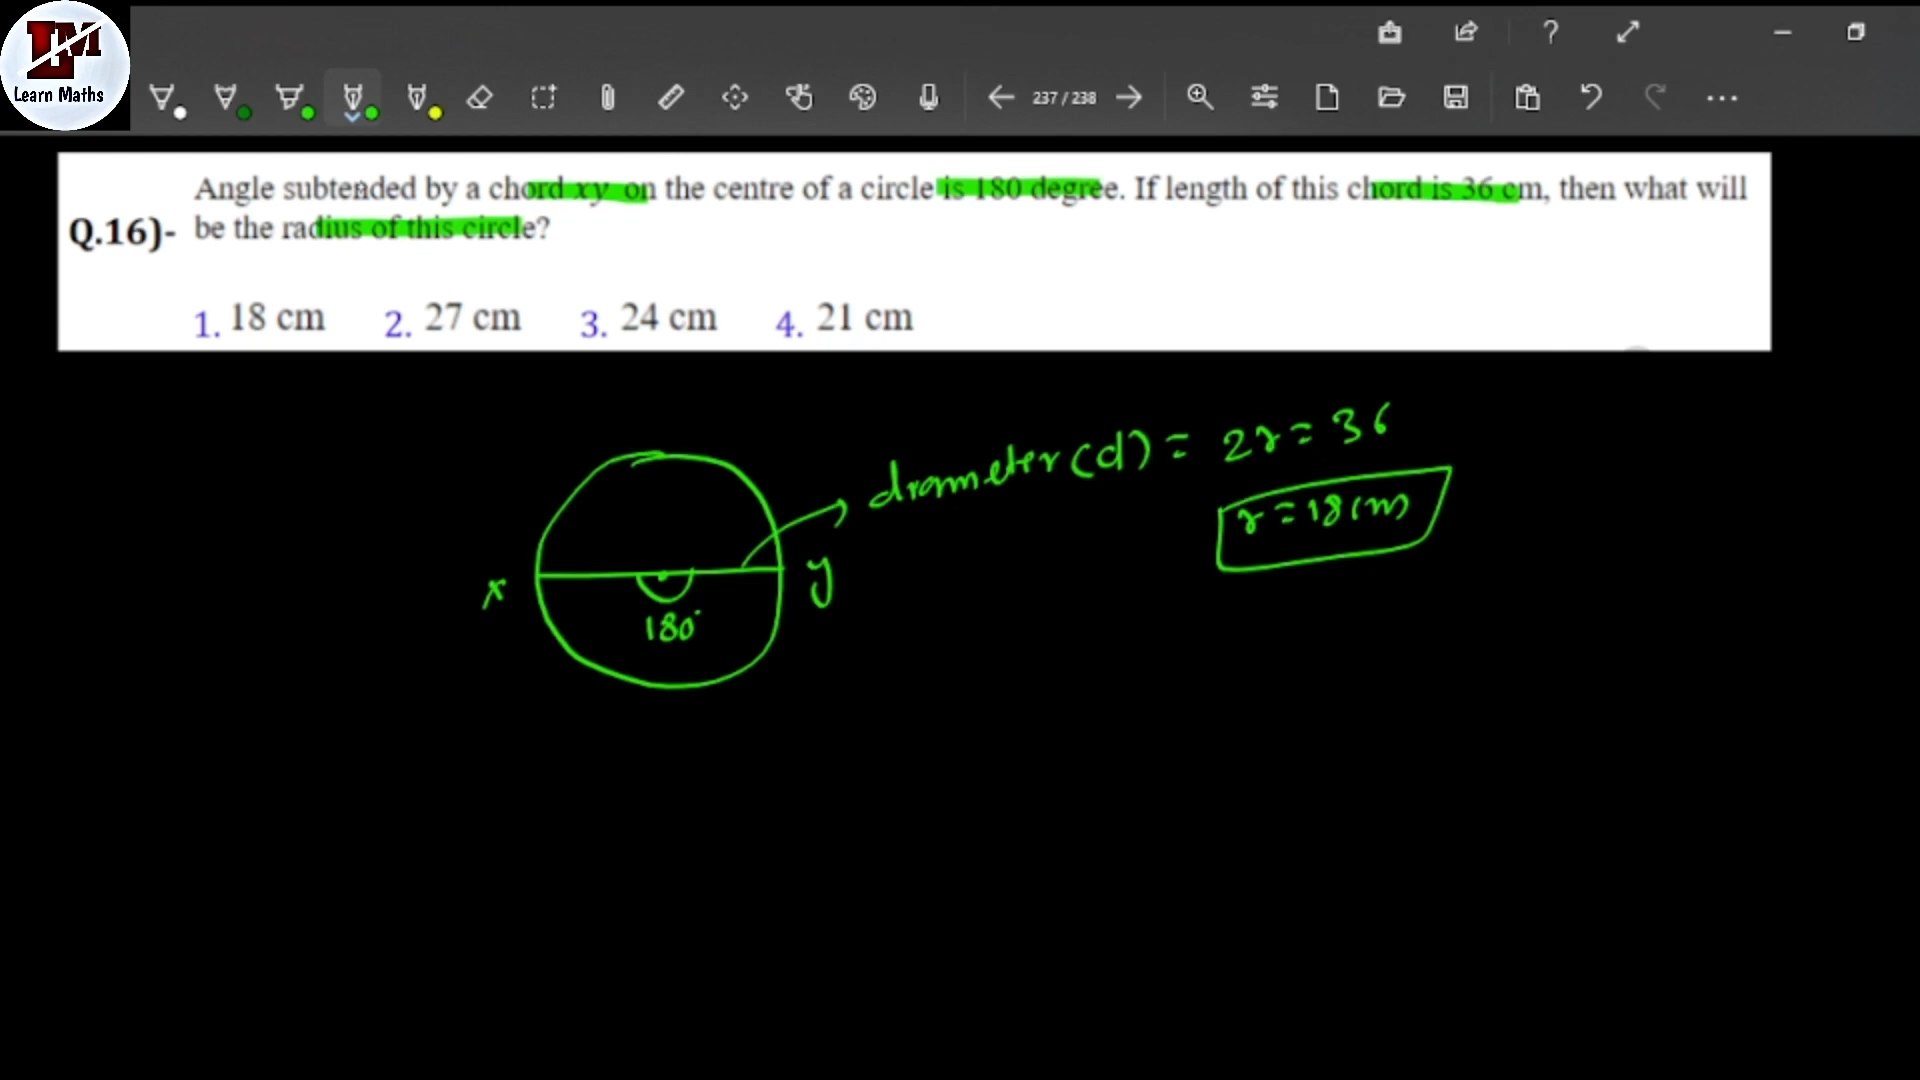 LM
Learn Maths
237 / 238
Q.16)- Angle subtended by a chord xy on the centre of a circle is 180 degree. If length of this chord is 36 cm, then what will
be the radius of this circle?
1. 18 cm 2. 27 cm 3. 24 cm 4. 21 cm
diameter (d) = 2r = 36
r = 18 cm
x y
180°